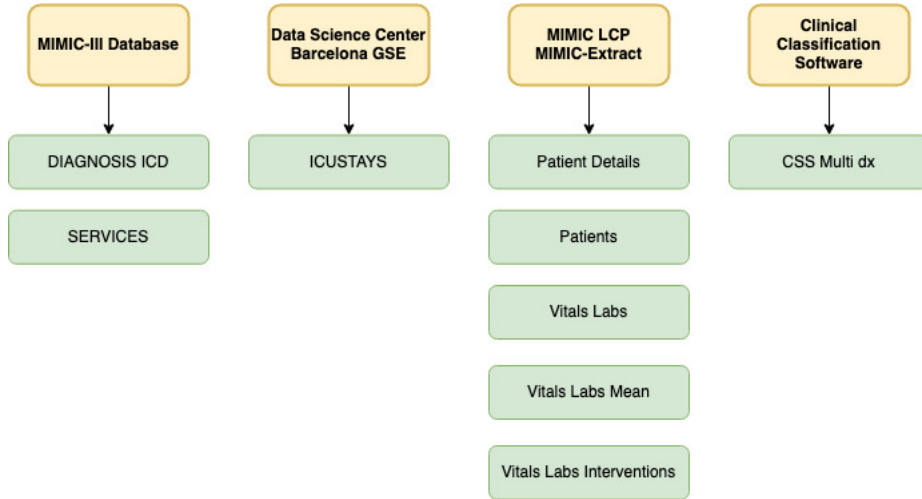 MIMIC-III Database
Data Science Center
Barcelona GSE
MIMIC LCP
MIMIC-Extract
Clinical
Classification
Software
DIAGNOSIS ICD
ICUSTAYS
Patient Details
CSS Multi dx
SERVICES
Patients
Vitals Labs
Vitals Labs Mean
Vitals Labs Interventions